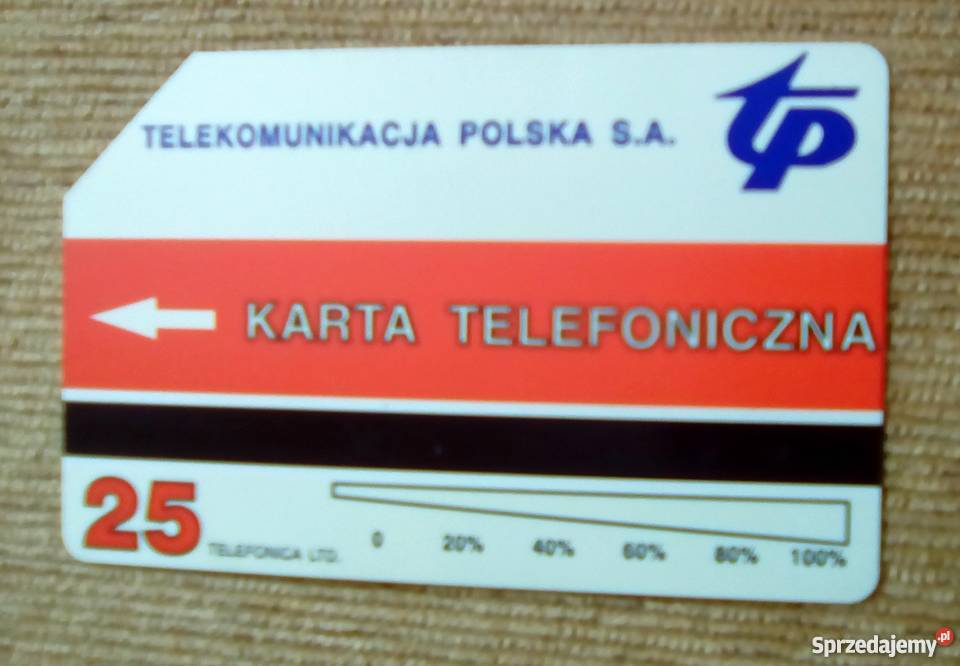 TELEKOMUNIKACJA POLSKA S.A.
tp
KARTA TELEFONICZNA
25
TELEFONICA LTD.
0 20% 40% 60% 80% 100%
Sprzedajemy.pl